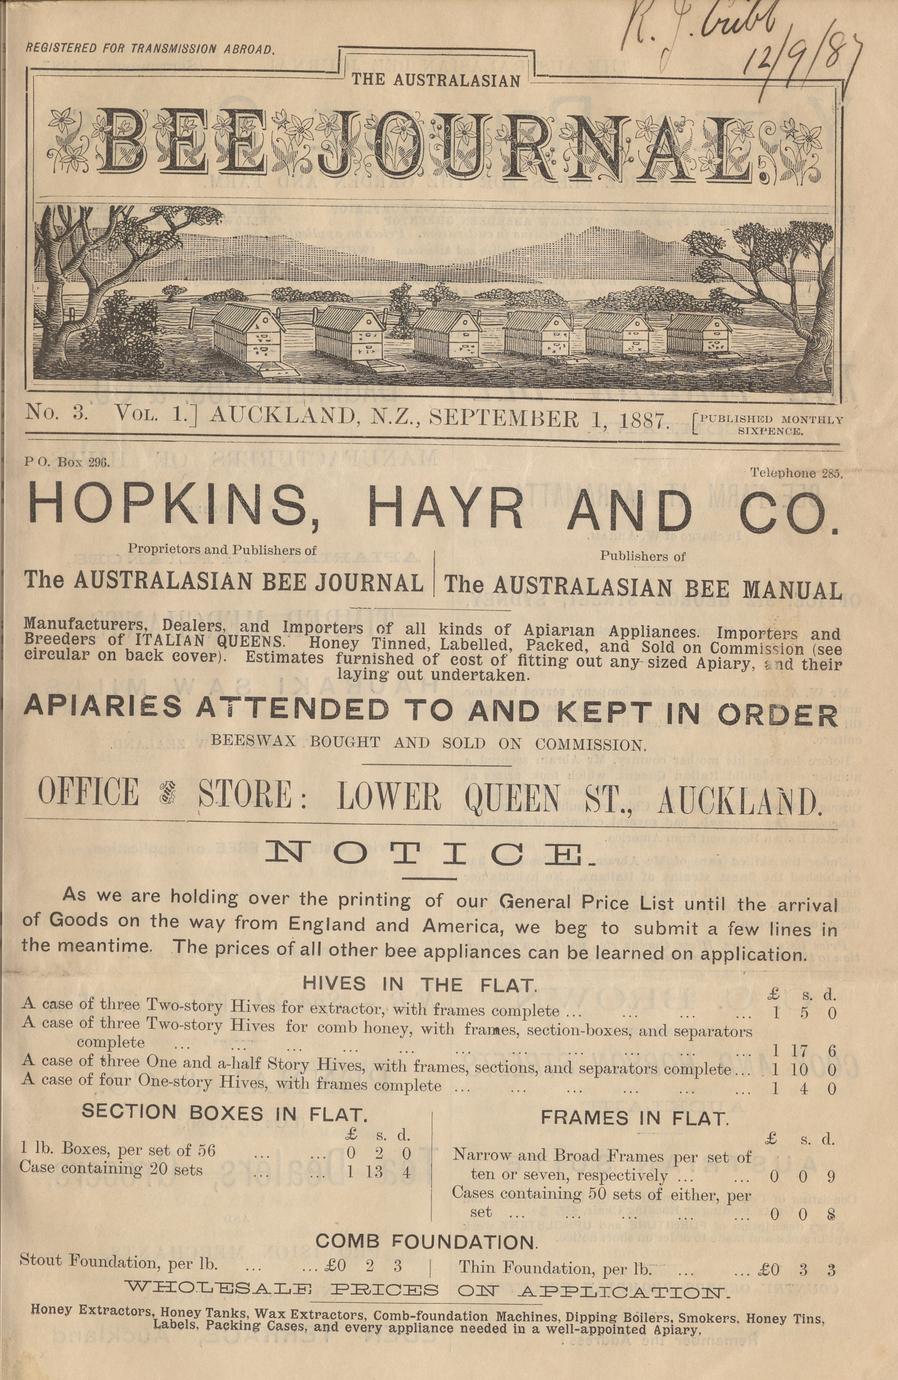 R. J. Cubb
12/9/87
REGISTERED FOR TRANSMISSION ABROAD.
THE AUSTRALASIAN
BEE JOURNAL.
No. 3. Vol. 1.] AUCKLAND, N.Z., SEPTEMBER 1, 1887. [PUBLISHED MONTHLY SIXPENCE.
P O. Box 296. Telephone 285.
HOPKINS, HAYR AND CO.
Proprietors and Publishers of
The AUSTRALASIAN BEE JOURNAL
Publishers of
The AUSTRALASIAN BEE MANUAL
Manufacturers, Dealers, and Importers of all kinds of Apiarian Appliances. Importers and
Breeders of ITALIAN QUEENS. Honey Tinned, Labelled, Packed, and Sold on Commission (see
circular on back cover). Estimates furnished of cost of fitting out any sized Apiary, and their
laying out undertaken.
APIARIES ATTENDED TO AND KEPT IN ORDER
BEESWAX BOUGHT AND SOLD ON COMMISSION.
OFFICE & STORE: LOWER QUEEN ST., AUCKLAND.
NOTICE.
As we are holding over the printing of our General Price List until the arrival
of Goods on the way from England and America, we beg to submit a few lines in
the meantime. The prices of all other bee appliances can be learned on application.
HIVES IN THE FLAT.
£ s. d.
A case of three Two-story Hives for extractor, with frames complete ... ... ... ... 1 5 0
A case of three Two-story Hives for comb honey, with frames, section-boxes, and separators
complete ... ... ... ... ... ... ... ... ... ... ... 1 17 6
A case of three One and a-half Story Hives, with frames, sections, and separators complete ... 1 10 0
A case of four One-story Hives, with frames complete ... ... ... ... ... ... 1 4 0
SECTION BOXES IN FLAT.
£ s. d.
1 lb. Boxes, per set of 56 ... ... 0 2 0
Case containing 20 sets ... ... 1 13 4
FRAMES IN FLAT.
£ s. d.
Narrow and Broad Frames per set of
ten or seven, respectively ... ... 0 0 9
Cases containing 50 sets of either, per
set ... ... ... ... ... 0 0 8
COMB FOUNDATION.
Stout Foundation, per lb. ... ... £0 2 3 | Thin Foundation, per lb. ... ... £0 3 3
WHOLESALE PRICES ON APPLICATION.
Honey Extractors, Honey Tanks, Wax Extractors, Comb-foundation Machines, Dipping Boilers, Smokers, Honey Tins,
Labels, Packing Cases, and every appliance needed in a well-appointed Apiary.